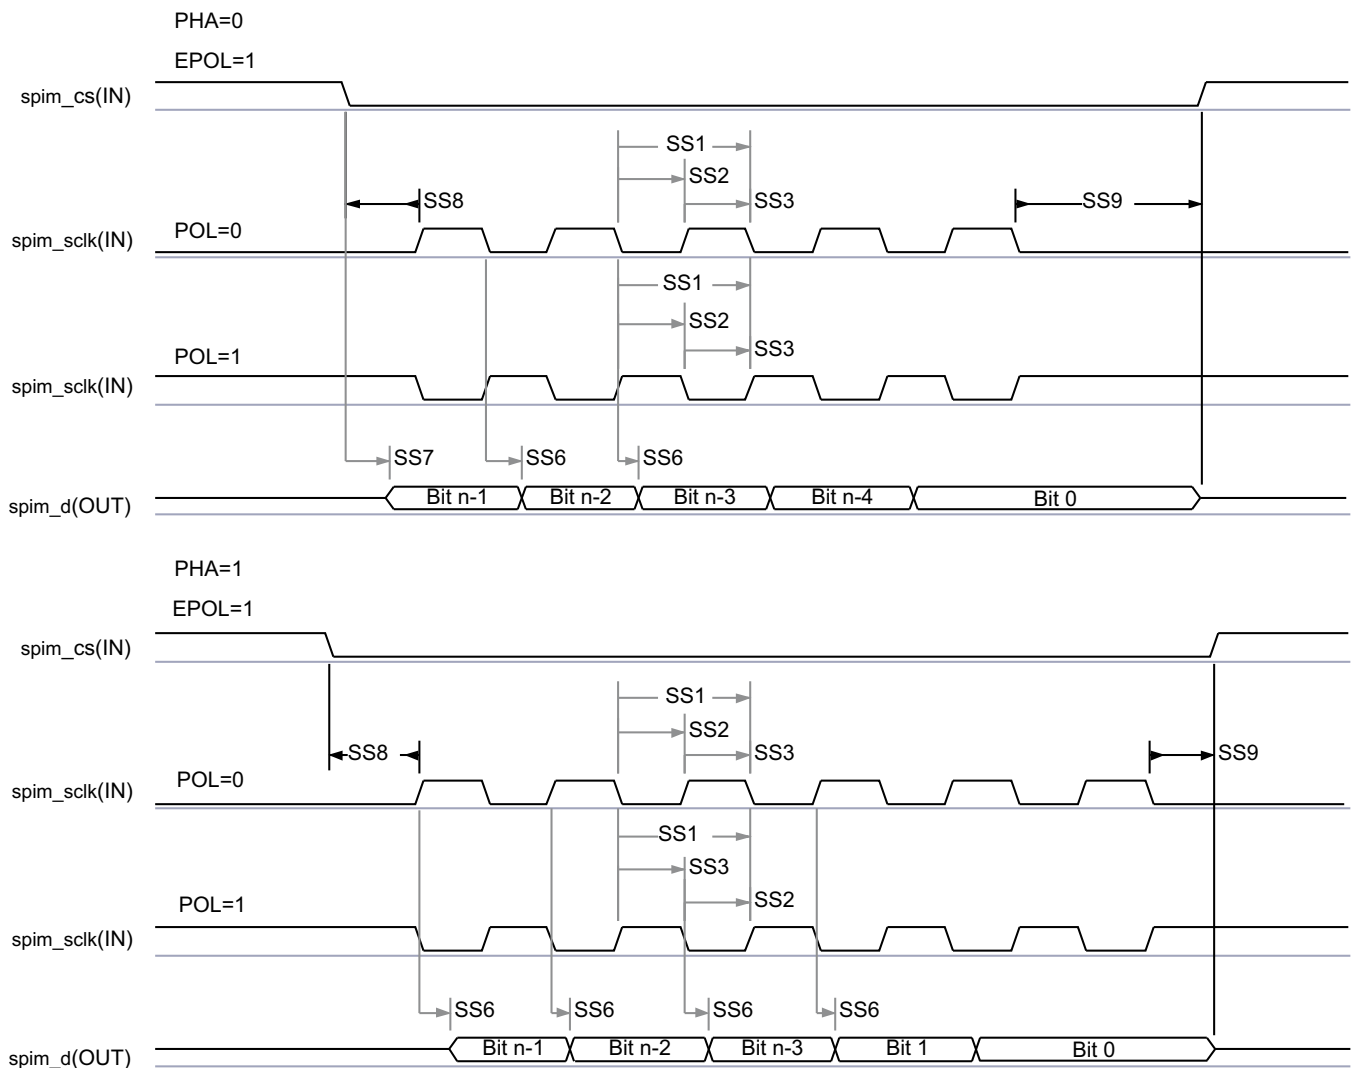 PHA=0
EPOL=1
spim_cs(IN)
SS1
SS2
SS8
SS3
SS9
POL=0
spim_sclk(IN)
SS1
SS2
SS3
POL=1
spim_sclk(IN)
SS7
SS6
SS6
spim_d(OUT)
Bit n-1
Bit n-2
Bit n-3
Bit n-4
Bit 0
PHA=1
EPOL=1
spim_cs(IN)
SS1
SS2
SS8
SS3
SS9
POL=0
spim_sclk(IN)
SS1
SS3
SS2
POL=1
spim_sclk(IN)
SS6
SS6
SS6
SS6
spim_d(OUT)
Bit n-1
Bit n-2
Bit n-3
Bit 1
Bit 0